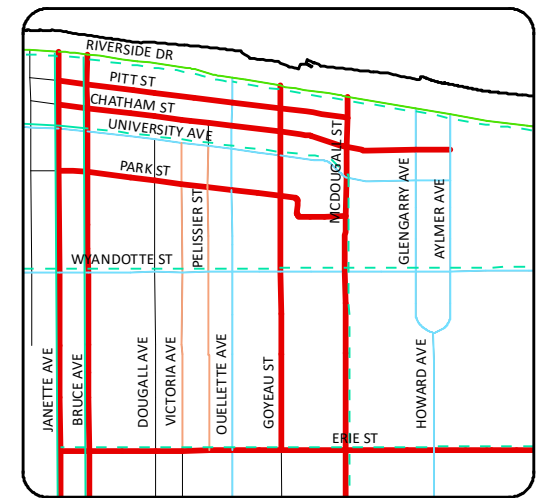 RIVERSIDE DR
PITT ST
CHATHAM ST
UNIVERSITY AVE
PARK ST
MCDOUGALL ST
GLENGARRY AVE
AYLMER AVE
PELISSIER ST
WYANDOTTE ST
JANETTE AVE
BRUCE AVE
DOUGALL AVE
VICTORIA AVE
OUELLETTE AVE
GOYEAU ST
HOWARD AVE
ERIE ST